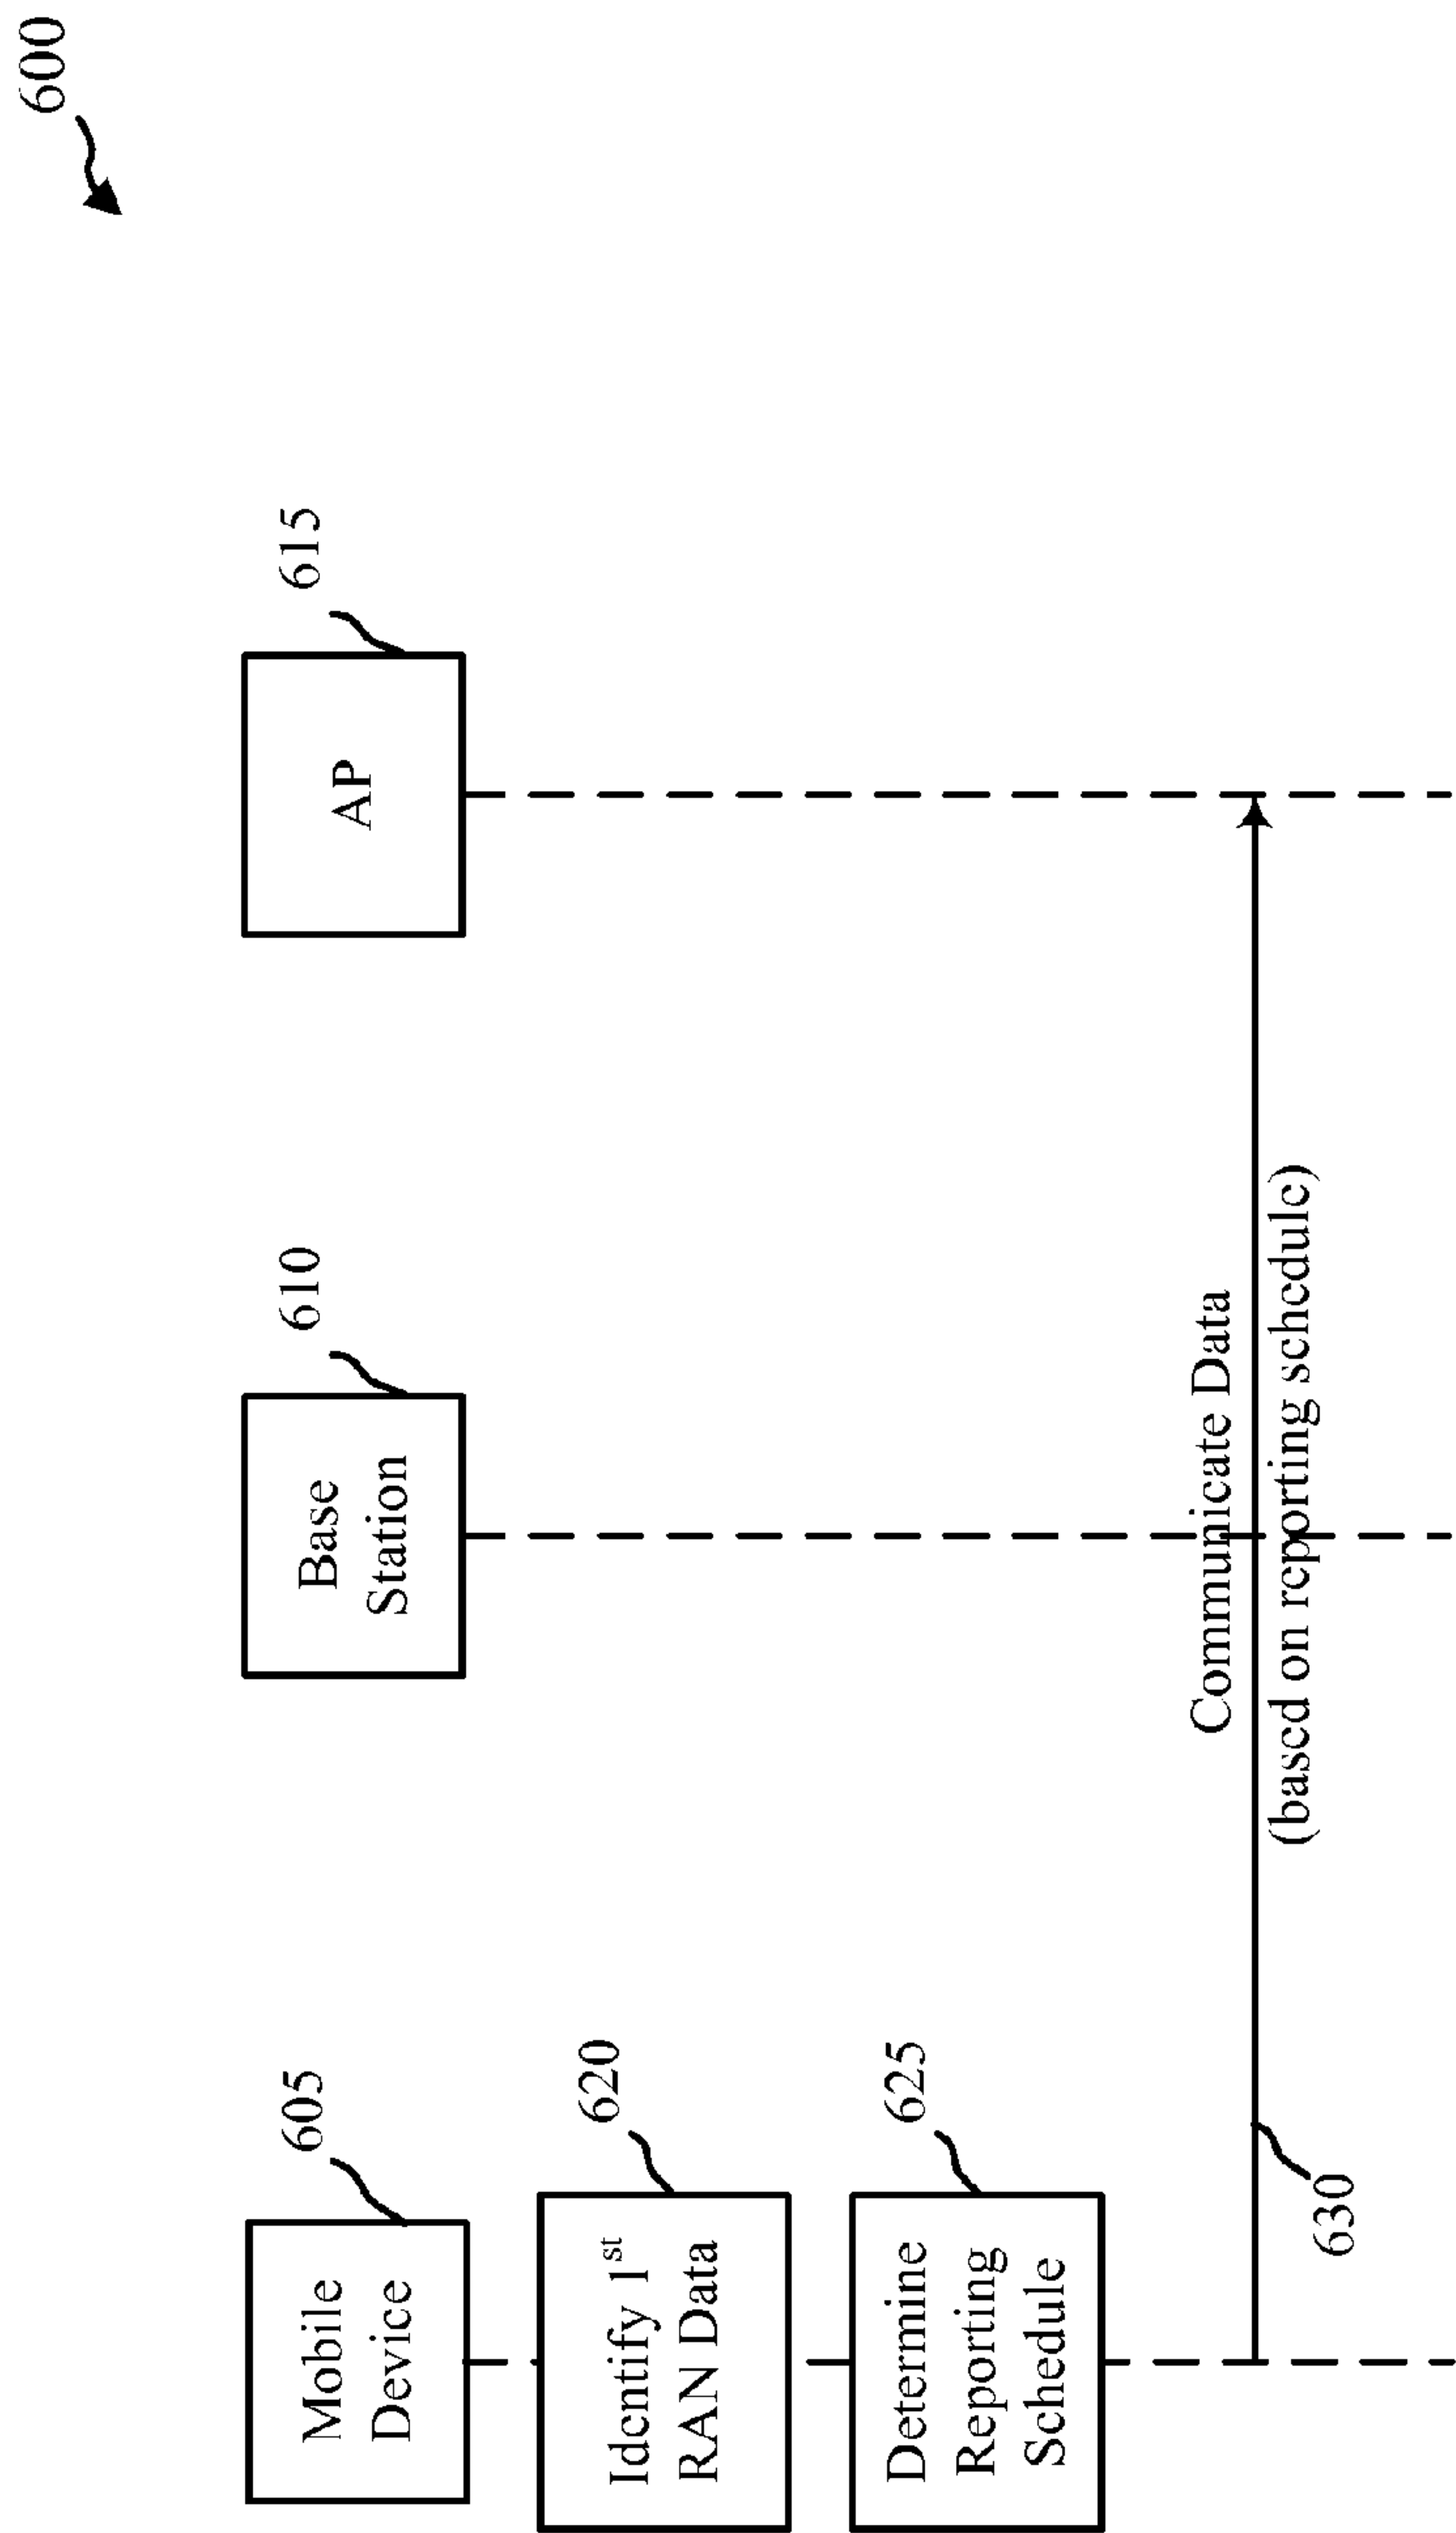 600
Mobile
Device
605
Base
Station
610
AP
615
Identify 1st
RAN Data
620
Determine
Reporting
Schedule
625
Communicate Data
(based on reporting schedule)
630